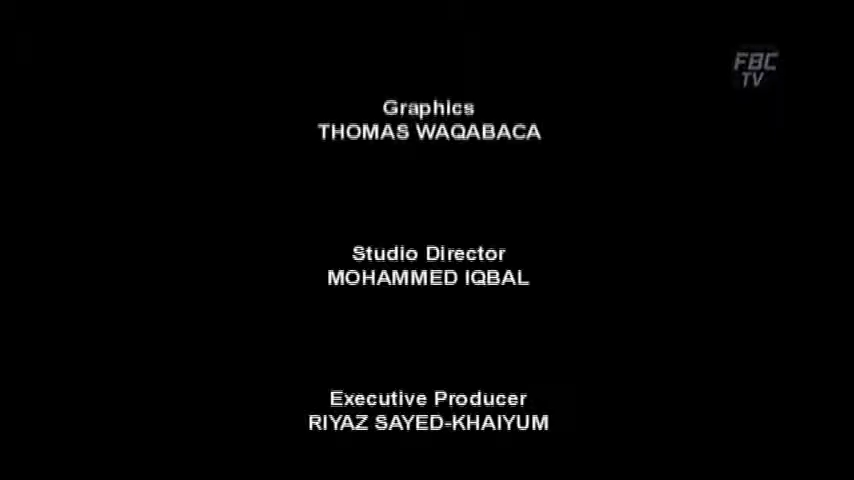 FBC
TV
Graphics
THOMAS WAQABACA
Studio Director
MOHAMMED IQBAL
Executive Producer
RIYAZ SAYED-KHAIYUM